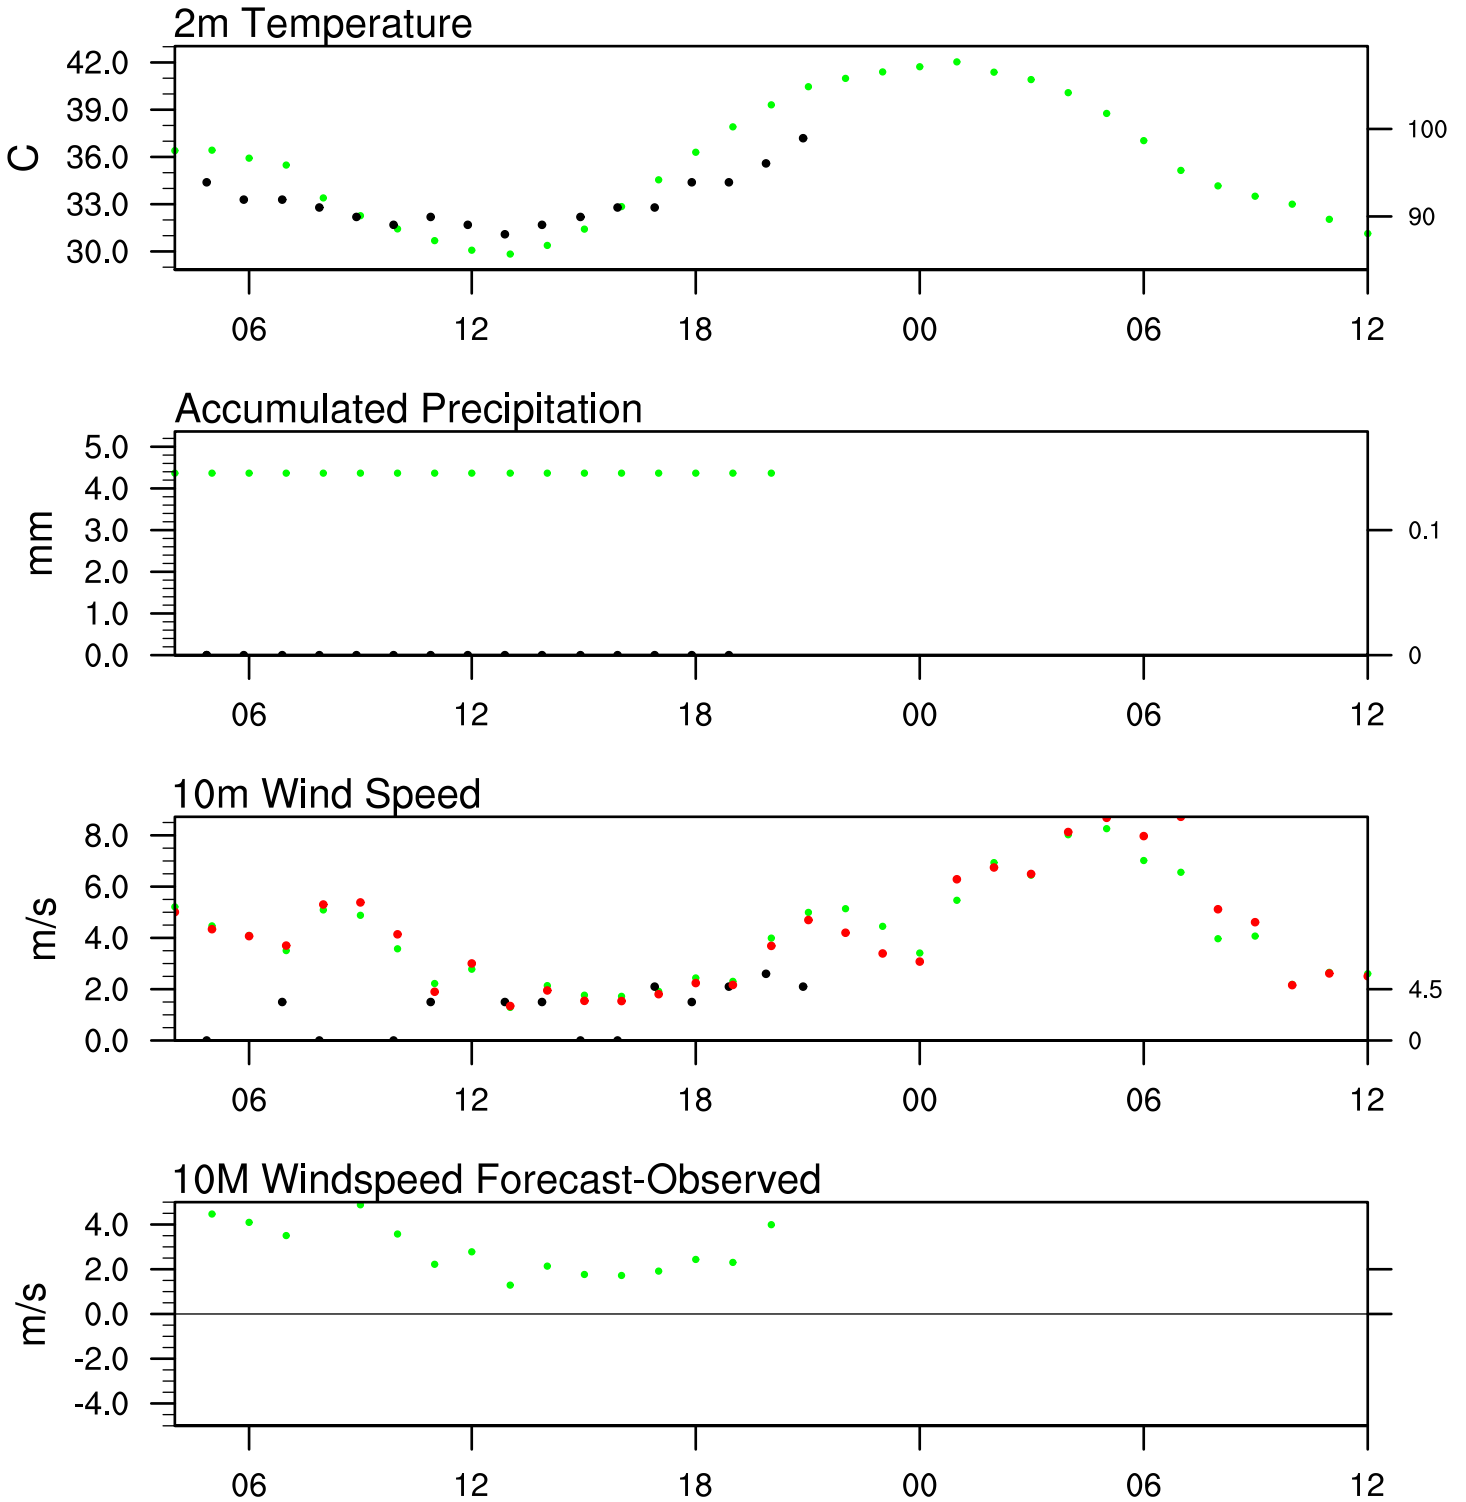 2m Temperature
42.0
39.0
36.0
33.0
30.0
C
100
90
06 12 18 00 06 12
Accumulated Precipitation
5.0
4.0
3.0
2.0
1.0
0.0
mm
0.1
0
06 12 18 00 06 12
10m Wind Speed
8.0
6.0
4.0
2.0
0.0
m/s
4.5
0
06 12 18 00 06 12
10M Windspeed Forecast-Observed
4.0
2.0
0.0
-2.0
-4.0
m/s
06 12 18 00 06 12